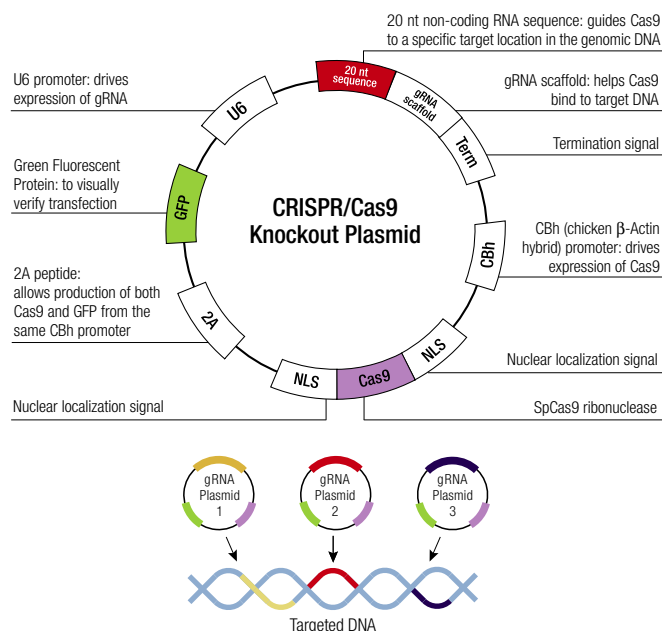 20 nt non-coding RNA sequence: guides Cas9
to a specific target location in the genomic DNA
U6 promoter: drives
expression of gRNA
gRNA scaffold: helps Cas9
bind to target DNA
Termination signal
Green Fluorescent
Protein: to visually
verify transfection
CBh (chicken β-Actin
hybrid) promoter: drives
expression of Cas9
2A peptide:
allows production of both
Cas9 and GFP from the
same CBh promoter
Nuclear localization signal
Nuclear localization signal
SpCas9 ribonuclease
CRISPR/Cas9
Knockout Plasmid
20 nt
sequence
gRNA
scaffold
Term
CBh
NLS
Cas9
NLS
2A
GFP
U6
gRNA
Plasmid
1
gRNA
Plasmid
2
gRNA
Plasmid
3
Targeted DNA